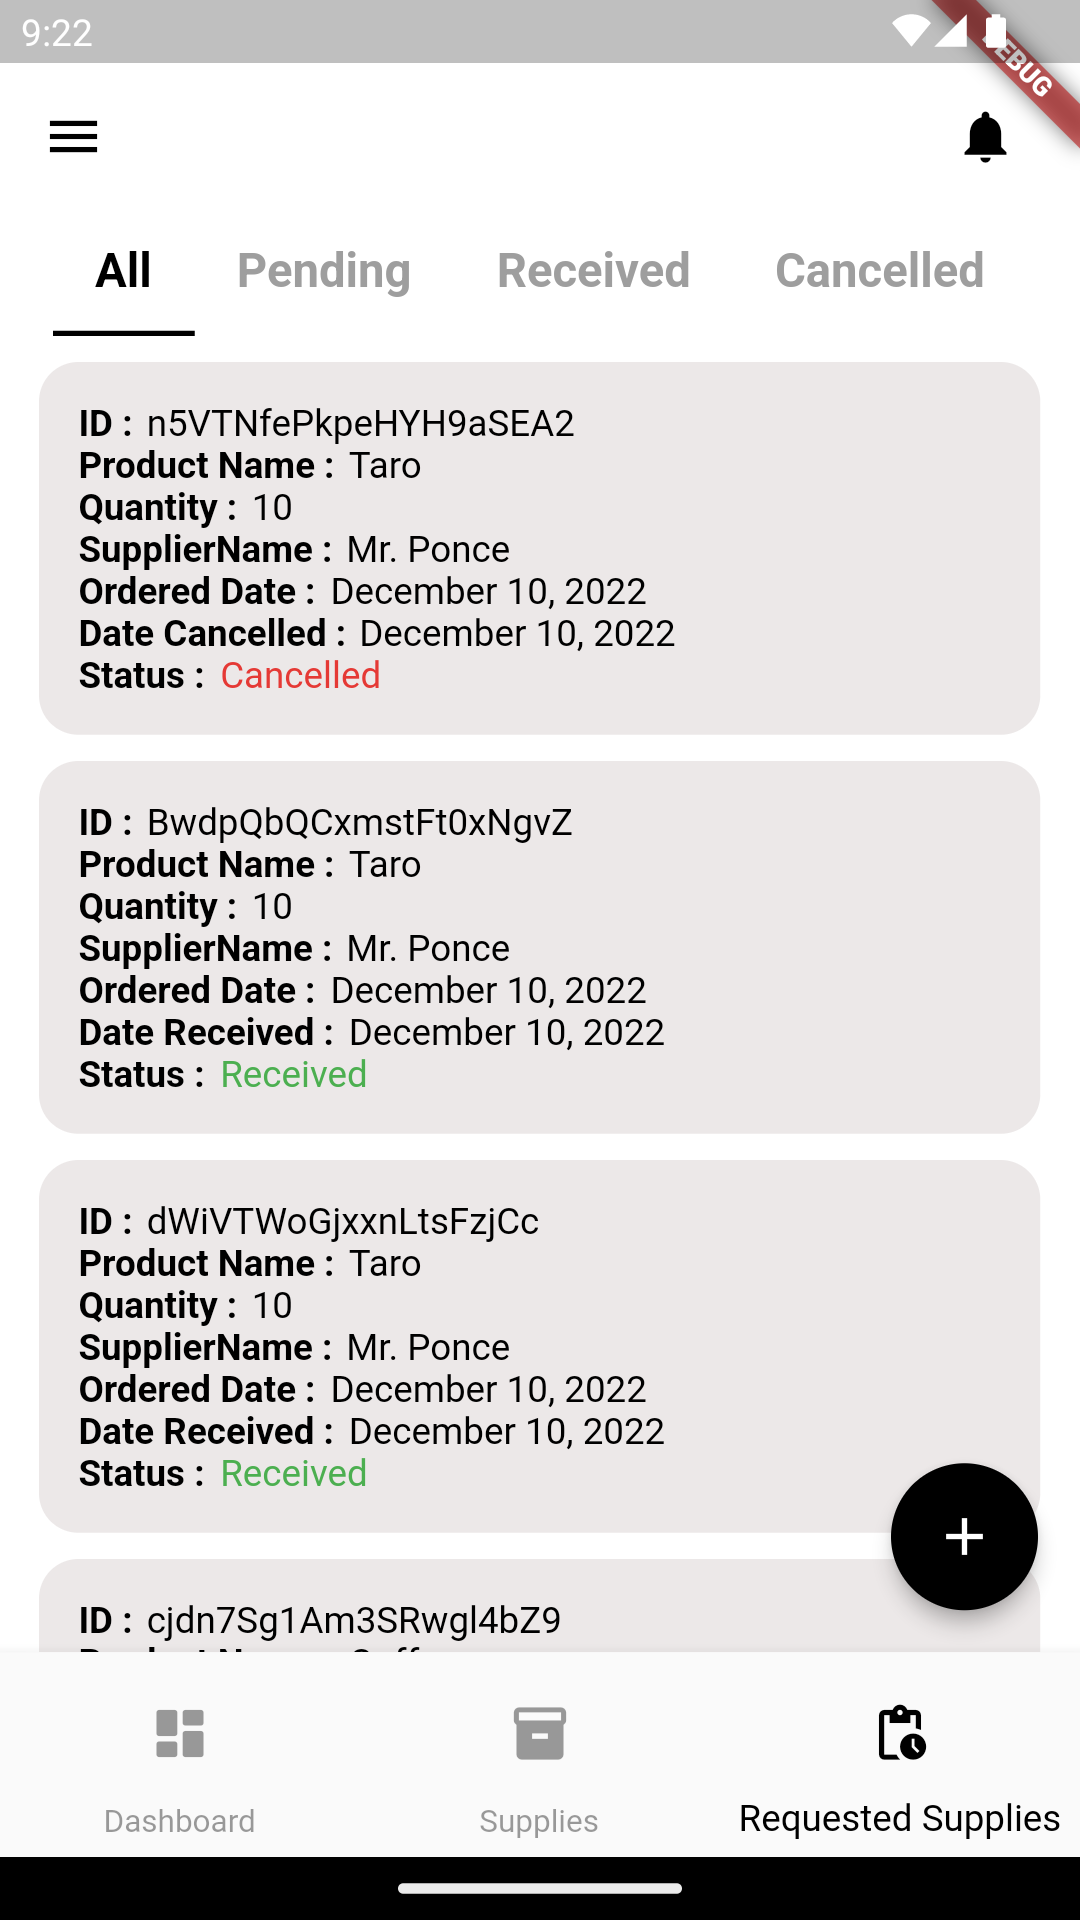 9:22
DEBUG
All Pending Received Cancelled
ID : n5VTNfePkpeHYH9aSEA2
Product Name : Taro
Quantity : 10
SupplierName : Mr. Ponce
Ordered Date : December 10, 2022
Date Cancelled : December 10, 2022
Status : Cancelled
ID : BwdpQbQCxmstFt0xNgvZ
Product Name : Taro
Quantity : 10
SupplierName : Mr. Ponce
Ordered Date : December 10, 2022
Date Received : December 10, 2022
Status : Received
ID : dWiVTWoGjxxnLtsFzjCc
Product Name : Taro
Quantity : 10
SupplierName : Mr. Ponce
Ordered Date : December 10, 2022
Date Received : December 10, 2022
Status : Received
ID : cjdn7Sg1Am3SRwgl4bZ9
Dashboard Supplies Requested Supplies